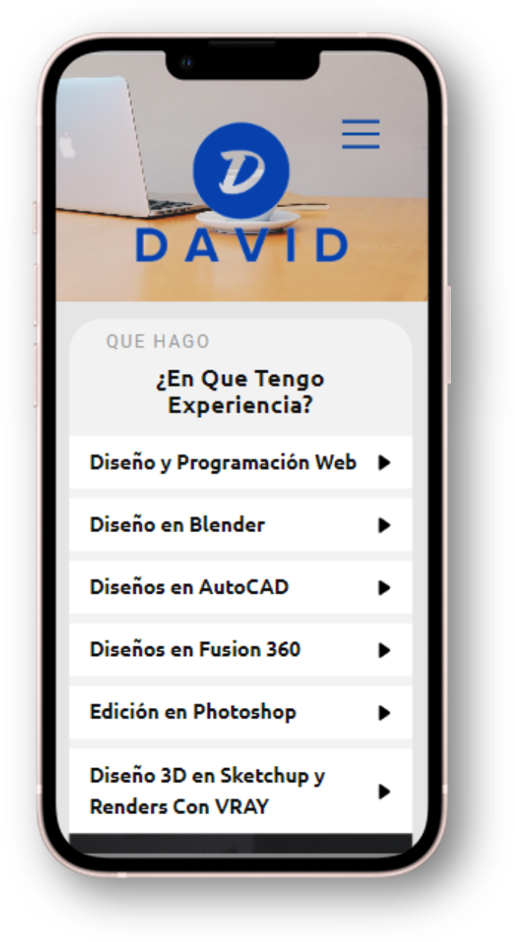 D
DAVID
QUE HAGO
¿En Que Tengo
Experiencia?
Diseño y Programación Web
Diseño en Blender
Diseños en AutoCAD
Diseños en Fusion 360
Edición en Photoshop
Diseño 3D en Sketchup y
Renders Con VRAY